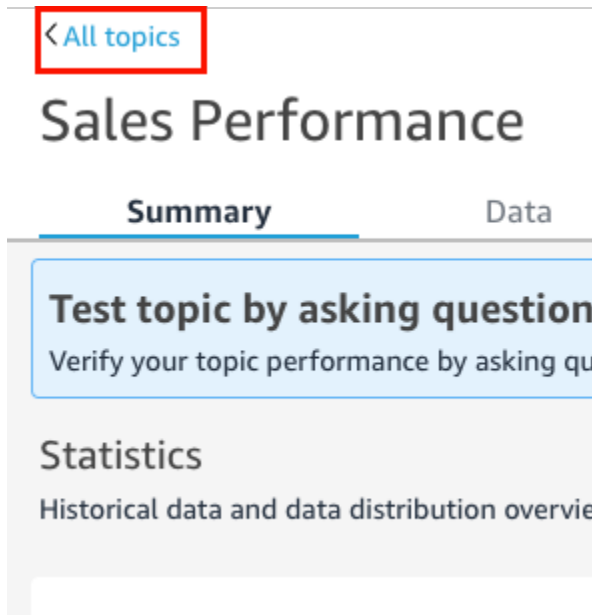 All topics
Sales Performance
Summary Data
Test topic by asking question
Verify your topic performance by asking qu
Statistics
Historical data and data distribution overvie